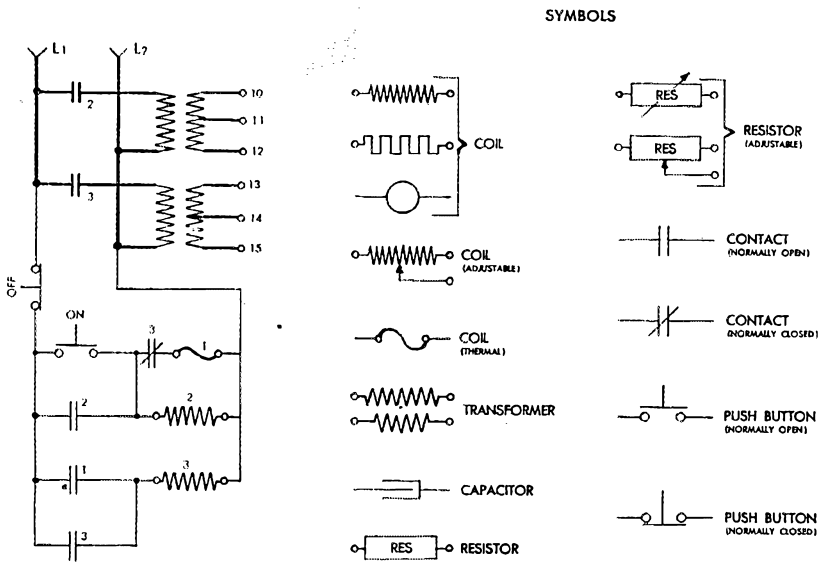 SYMBOLS
L1
L2
2
10
11
12
3
13
14
15
OFF
ON
3
1
2
2
1
3
3
COIL
COIL
(ADJUSTABLE)
COIL
(THERMAL)
TRANSFORMER
CAPACITOR
RES
RESISTOR
RES
RES
RESISTOR
(ADJUSTABLE)
CONTACT
(NORMALLY OPEN)
CONTACT
(NORMALLY CLOSED)
PUSH BUTTON
(NORMALLY OPEN)
PUSH BUTTON
(NORMALLY CLOSED)